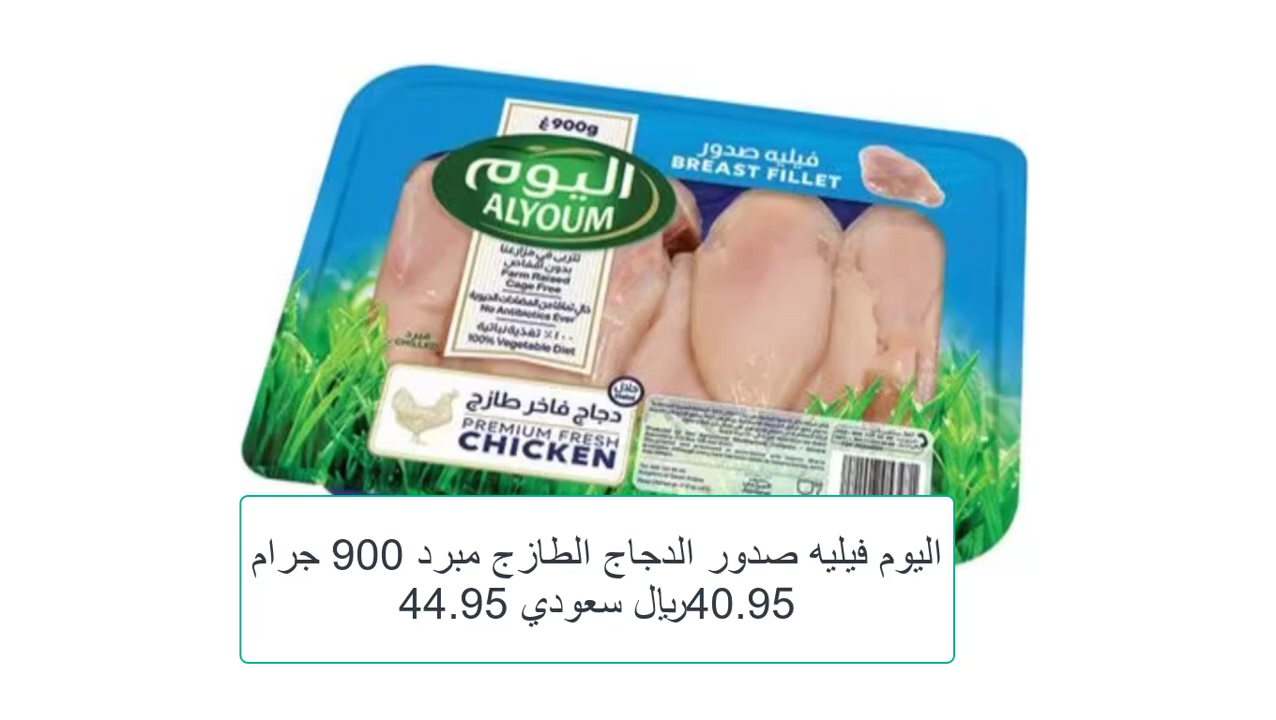 900g غ
اليوم
ALYOUM
فيليه صدور
BREAST FILLET
تتربى في مزارعنا
بدون أقفاص
Farm Raised
Cage Free
خالٍ تماماً من المضادات الحيوية
No Antibiotics Ever
١٠٠٪ تغذية نباتية
100% Vegetable Diet
مبرد
CHILLED
حلال
دجاج فاخر طازج
PREMIUM FRESH
CHICKEN
اليوم فيليه صدور الدجاج الطازج مبرد 900 جرام
40.95ريال سعودي 44.95